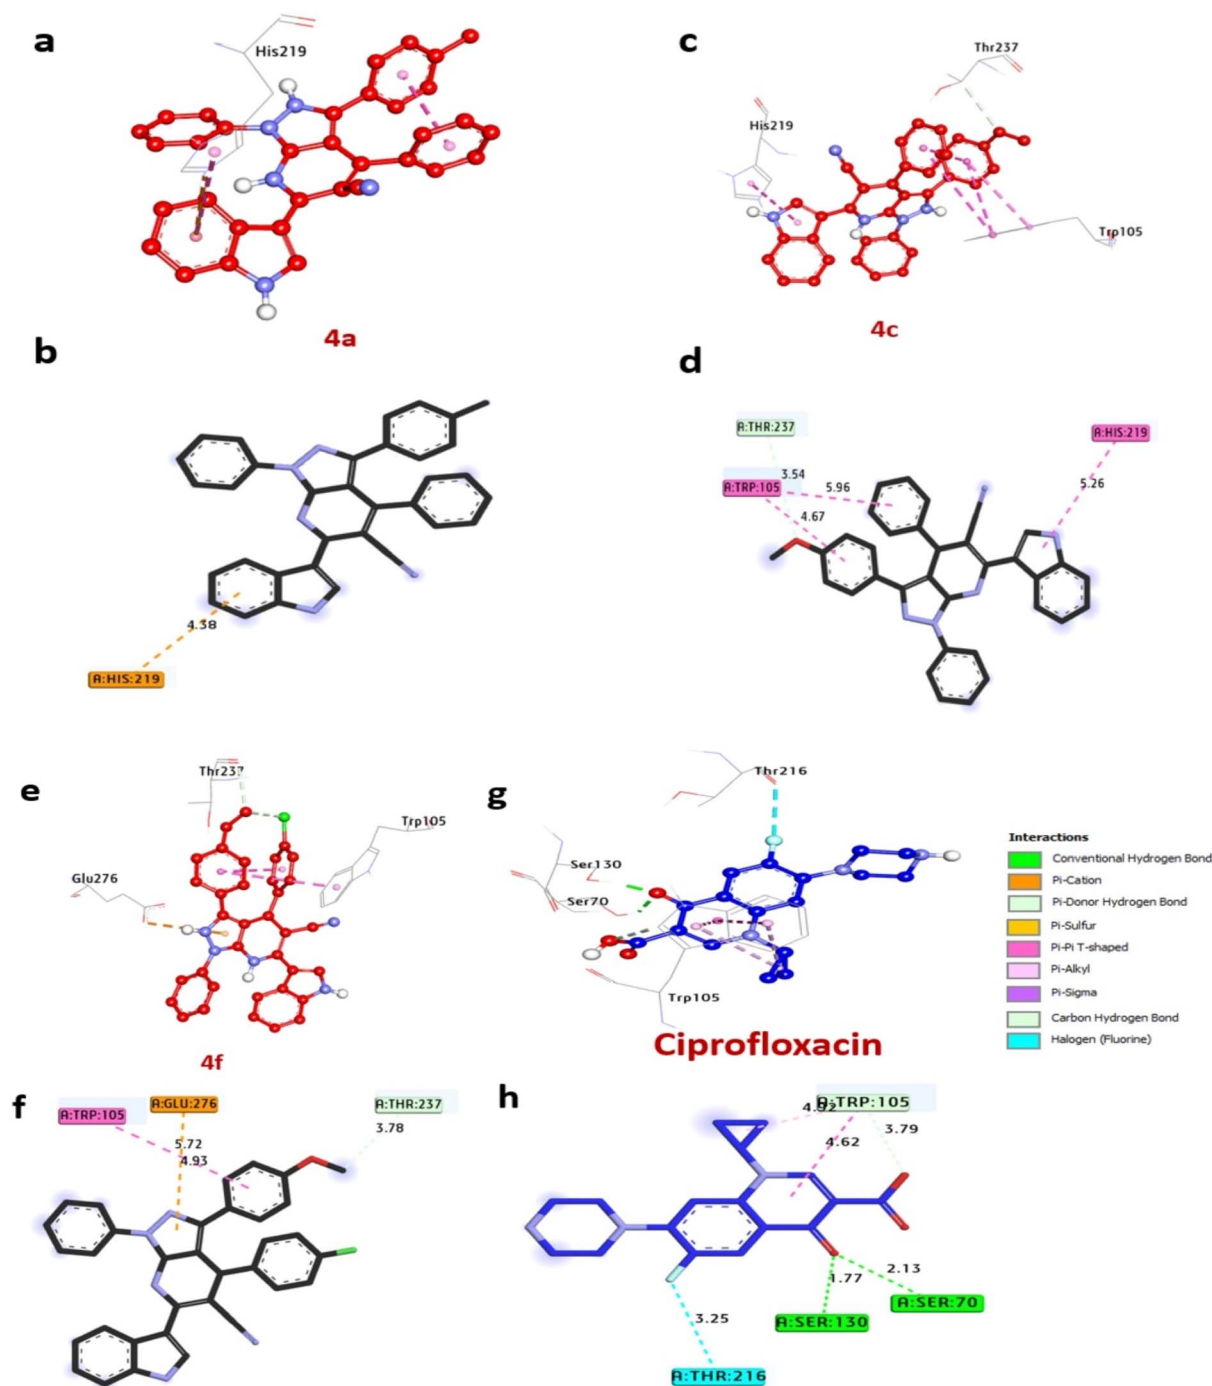 a
His219
4a
c
Thr237
His219
Trp105
4c
b
4.38
A:HIS:219
d
A:THR:237
A:HIS:219
3.54
A:TRP:105
5.96
5.26
4.67
e
Thr237
Trp105
Glu276
4f
g
Thr216
Ser130
Ser70
Trp105
Ciprofloxacin
Interactions
Conventional Hydrogen Bond
Pi-Cation
Pi-Donor Hydrogen Bond
Pi-Sulfur
Pi-Pi T-shaped
Pi-Alkyl
Pi-Sigma
Carbon Hydrogen Bond
Halogen (Fluorine)
f
A:GLU:276
A:TRP:105
A:THR:237
3.78
5.72
4.93
h
:TRP:105
4.62
3.79
2.13
1.77
A:SER:70
A:SER:130
3.25
A:THR:216